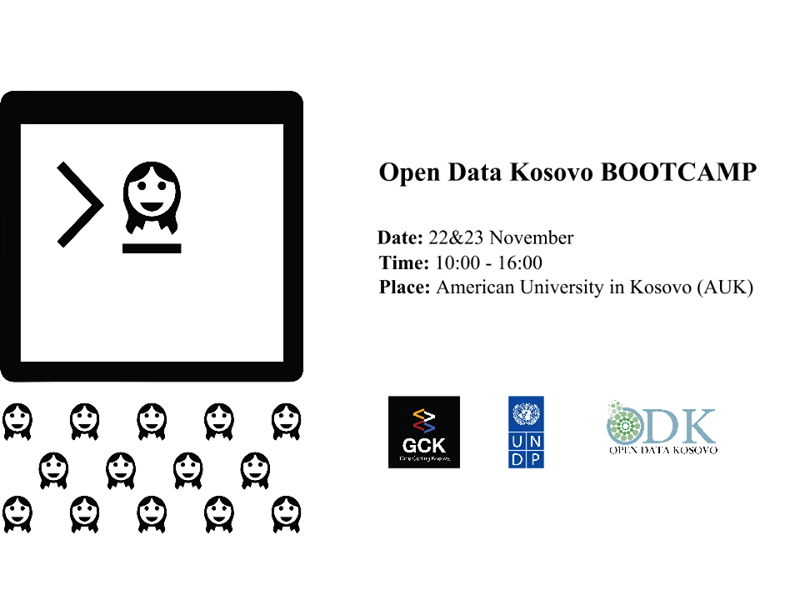 Open Data Kosovo BOOTCAMP
Date: 22&23 November
Time: 10:00 - 16:00
Place: American University in Kosovo (AUK)
GCK
Girls Coding Kosova
U N
D P
ODK
OPEN DATA KOSOVO